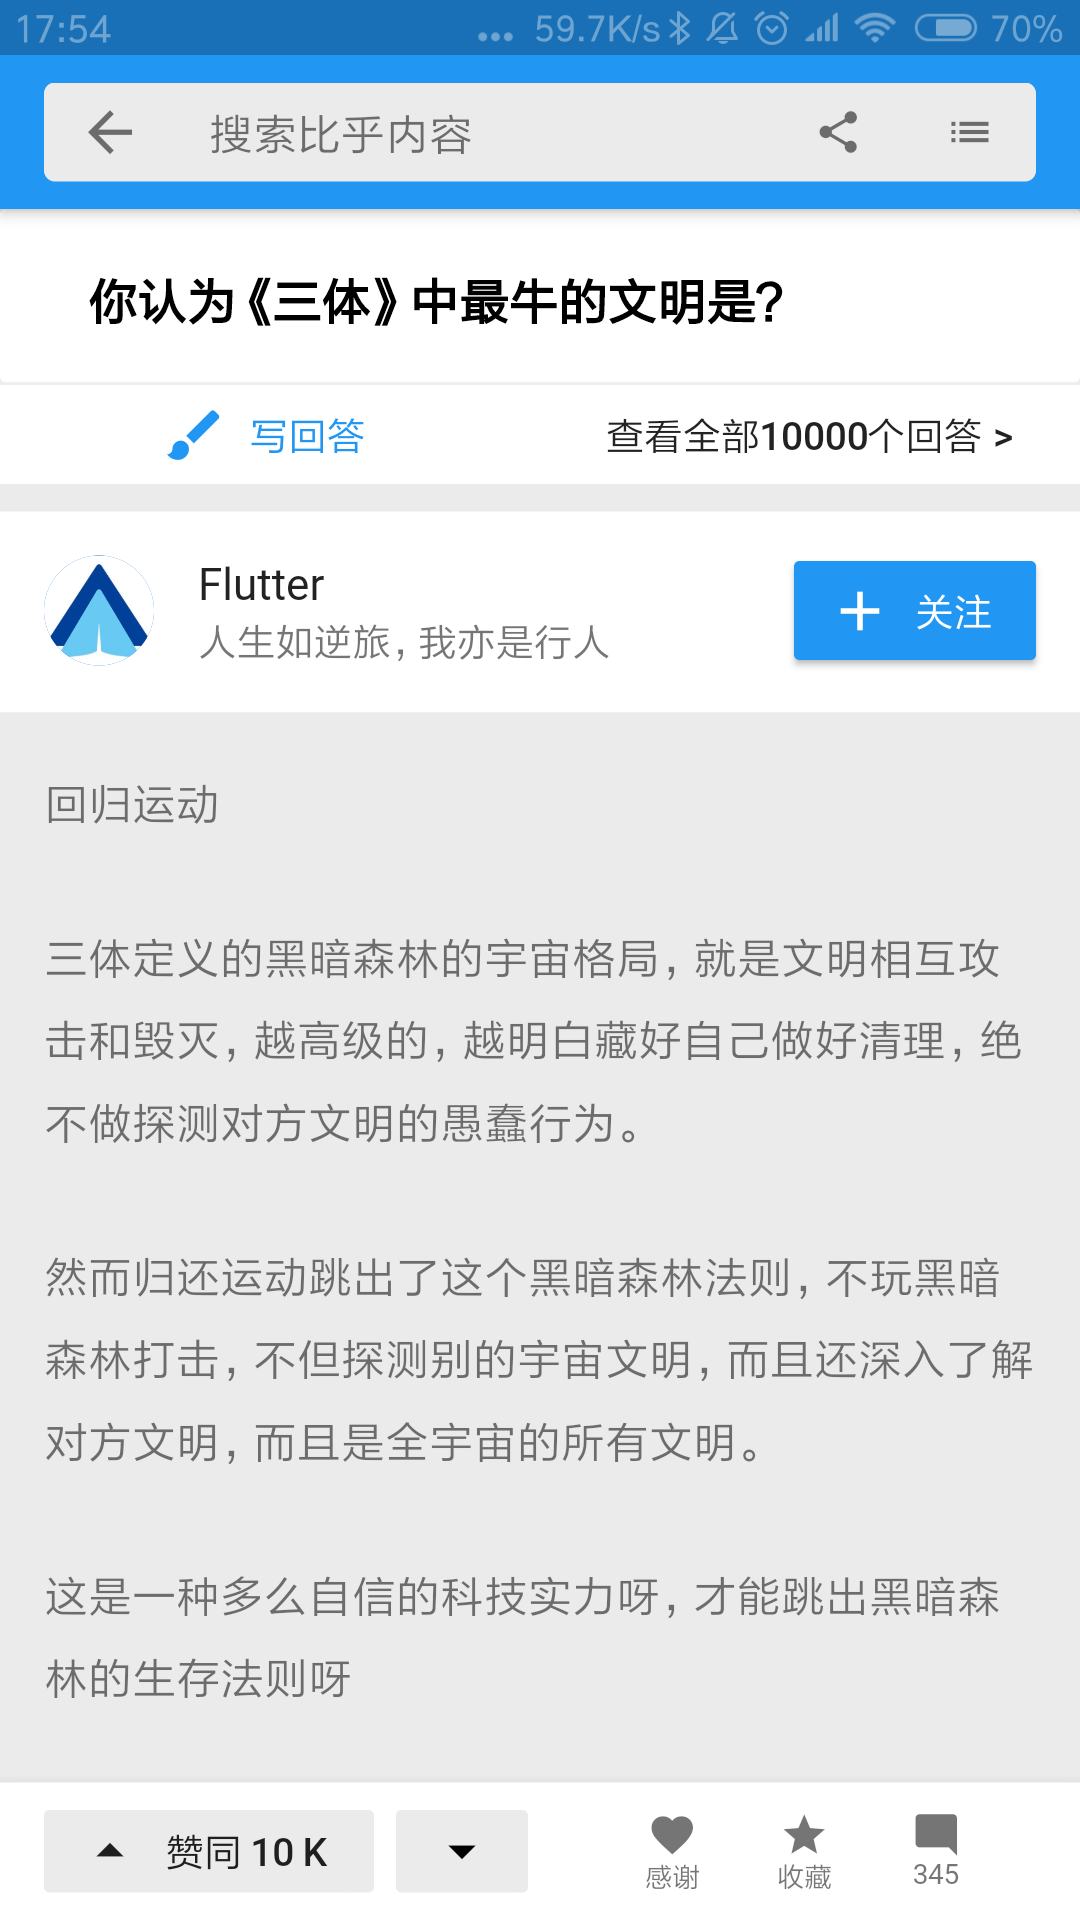 17:54 ... 59.7K/s 70%
搜索比乎内容
你认为《三体》中最牛的文明是?
写回答 查看全部10000个回答 >
Flutter
人生如逆旅，我亦是行人
关注
回归运动
三体定义的黑暗森林的宇宙格局，就是文明相互攻
击和毁灭，越高级的，越明白藏好自己做好清理，绝
不做探测对方文明的愚蠢行为。
然而归还运动跳出了这个黑暗森林法则，不玩黑暗
森林打击，不但探测别的宇宙文明，而且还深入了解
对方文明，而且是全宇宙的所有文明。
这是一种多么自信的科技实力呀，才能跳出黑暗森
林的生存法则呀
赞同 10 K
感谢 收藏 345